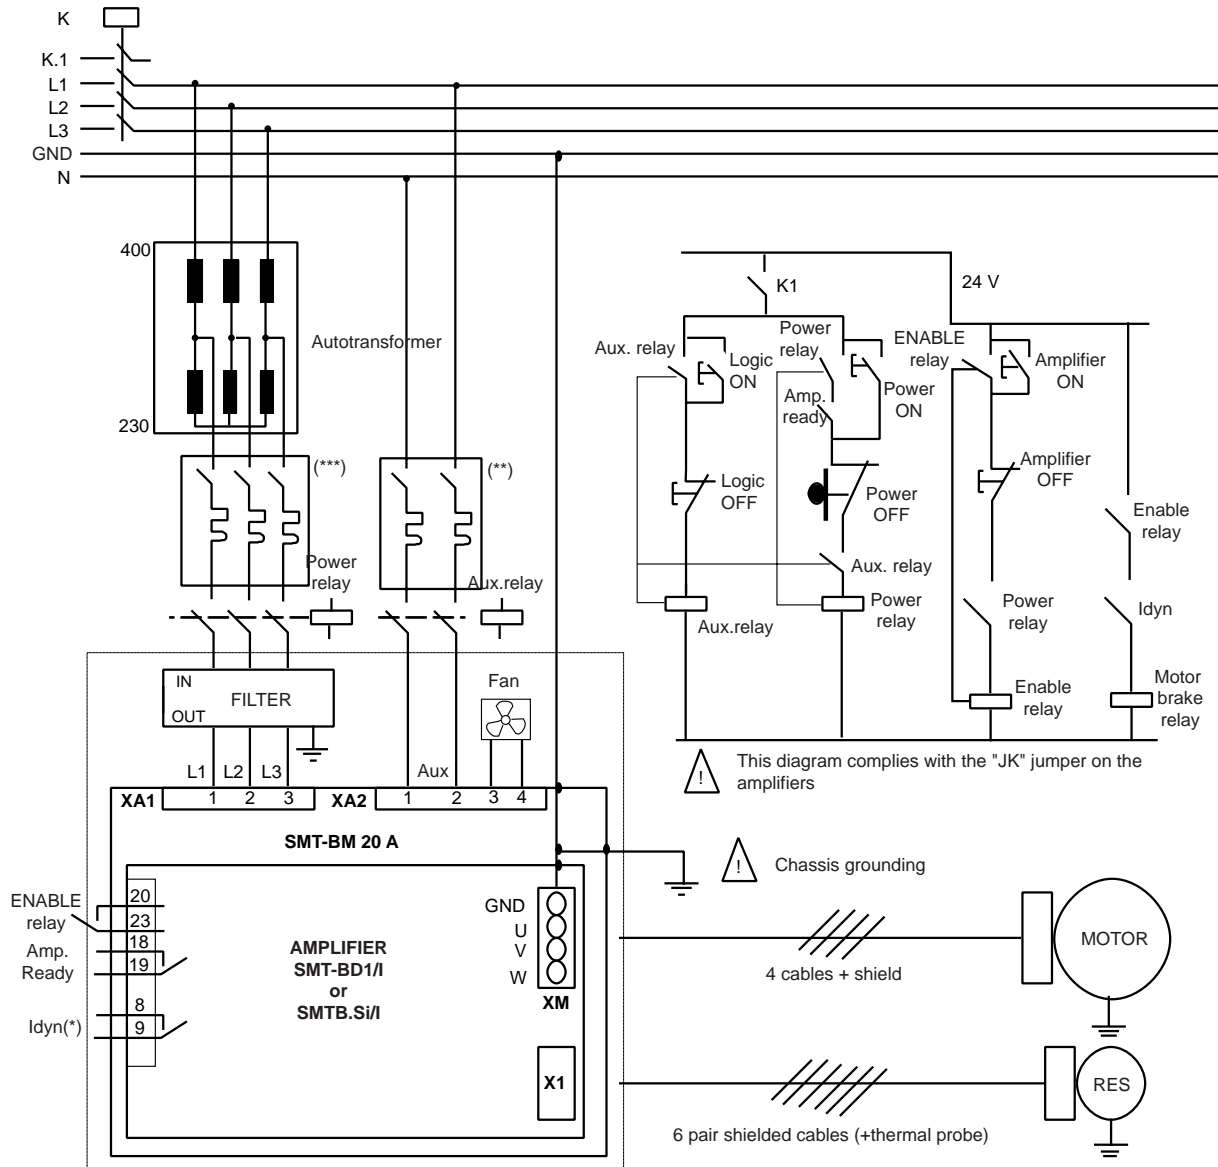 K
K.1
L1
L2
L3
GND
N
400
Autotransformer
230
(***)
(**)
Power
relay
Aux.relay
K1
24 V
Aux. relay
Logic
ON
Power
relay
Amp.
ready
Power
ON
ENABLE
relay
Amplifier
ON
Logic
OFF
Power
OFF
Amplifier
OFF
Enable
relay
Aux. relay
Aux.relay
Power
relay
Power
relay
Idyn
Enable
relay
Motor
brake
relay
IN
FILTER
OUT
Fan
L1 L2 L3
Aux
XA1 1 2 3
XA2 1 2 3 4
! This diagram complies with the "JK" jumper on the
amplifiers
SMT-BM 20 A
! Chassis grounding
ENABLE
relay
20
23
Amp.
Ready
18
19
Idyn(*)
8
9
AMPLIFIER
SMT-BD1/I
or
SMTB.Si/I
GND
U
V
W
XM
X1
4 cables + shield
MOTOR
6 pair shielded cables (+thermal probe)
RES